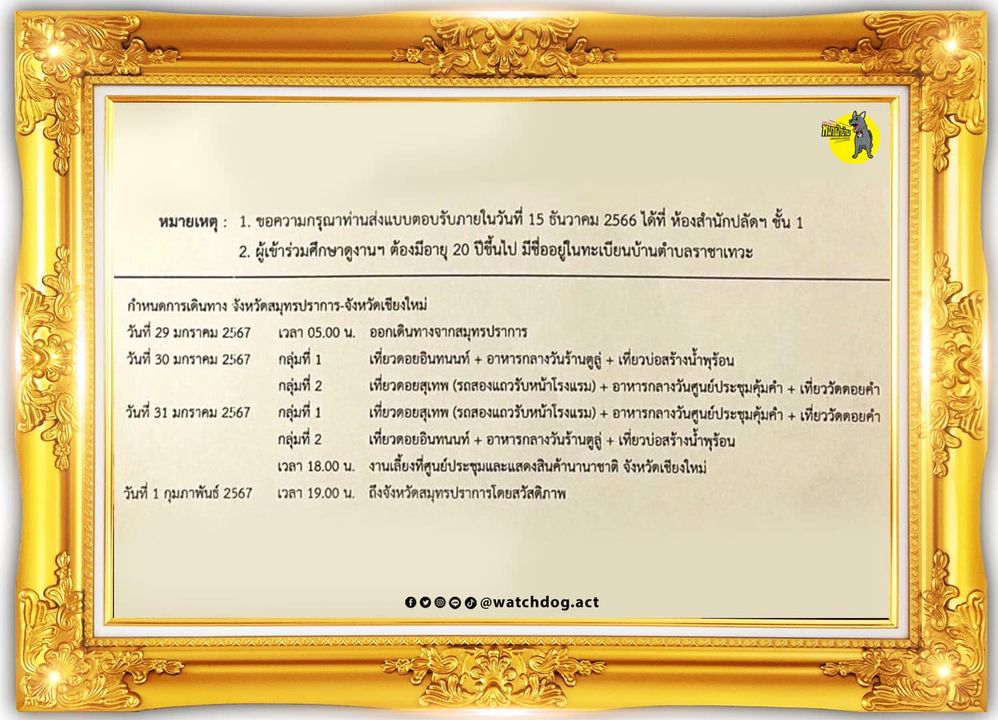 หมาป่าเฝ้าบ้าน
หมายเหตุ : 1. ขอความกรุณาท่านส่งแบบตอบรับภายในวันที่ 15 ธันวาคม 2566 ได้ที่ ห้องสำนักปลัดฯ ชั้น 1
2. ผู้เข้าร่วมศึกษาดูงานฯ ต้องมีอายุ 20 ปีขึ้นไป มีชื่ออยู่ในทะเบียนบ้านตำบลราชาเทวะ
กำหนดการเดินทาง จังหวัดสมุทรปราการ-จังหวัดเชียงใหม่
วันที่ 29 มกราคม 2567 เวลา 05.00 น. ออกเดินทางจากสมุทรปราการ
วันที่ 30 มกราคม 2567 กลุ่มที่ 1 เที่ยวดอยอินทนนท์ + อาหารกลางวันร้านตูลู่ + เที่ยวบ่อสร้างน้ำพุร้อน
กลุ่มที่ 2 เที่ยวดอยสุเทพ (รถสองแถวรับหน้าโรงแรม) + อาหารกลางวันศูนย์ประชุมคุ้มคำ + เที่ยววัดดอยคำ
วันที่ 31 มกราคม 2567 กลุ่มที่ 1 เที่ยวดอยสุเทพ (รถสองแถวรับหน้าโรงแรม) + อาหารกลางวันศูนย์ประชุมคุ้มคำ + เที่ยววัดดอยคำ
กลุ่มที่ 2 เที่ยวดอยอินทนนท์ + อาหารกลางวันร้านตูลู่ + เที่ยวบ่อสร้างน้ำพุร้อน
เวลา 18.00 น. งานเลี้ยงที่ศูนย์ประชุมและแสดงสินค้านานาชาติ จังหวัดเชียงใหม่
วันที่ 1 กุมภาพันธ์ 2567 เวลา 19.00 น. ถึงจังหวัดสมุทรปราการโดยสวัสดิภาพ
@watchdog.act